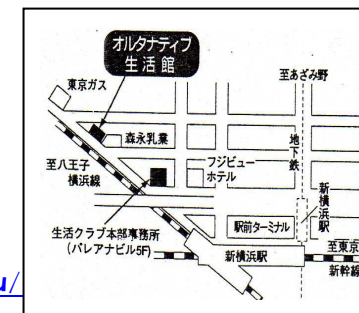 オルタナティブ
生活館
東京ガス
至あざみ野
森永乳業
地下鉄
至八王子
横浜線
フジビュー
ホテル
新横浜駅
生活クラブ本部事務所
(バレアナビル5F)
駅前ターミナル
新横浜駅
至東京
新幹線
u/